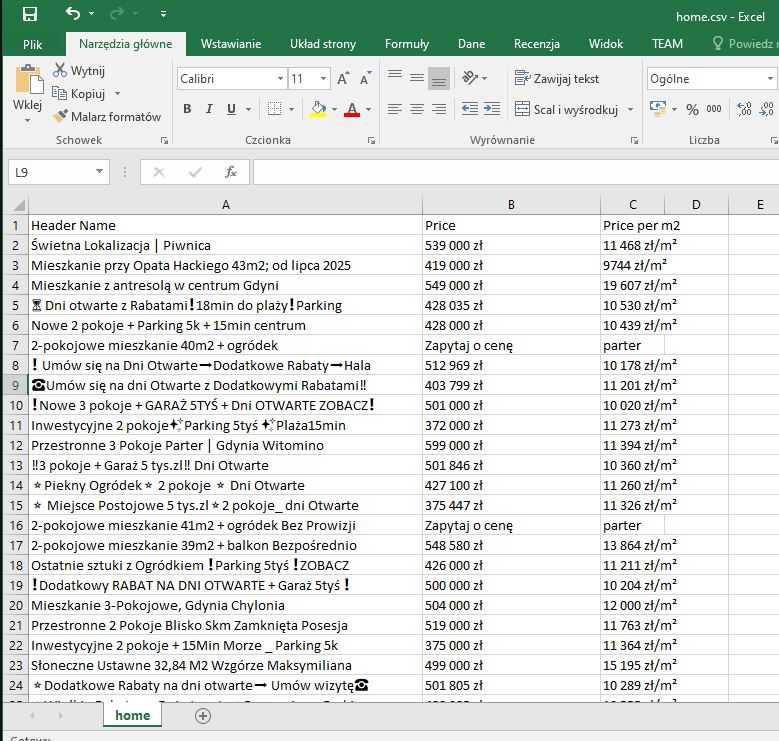 home.csv - Excel
Plik Narzędzia główne Wstawianie Układ strony Formuły Dane Recenzja Widok TEAM Powiedz
Wklej
Wytnij
Kopiuj
Malarz formatów
Calibri 11
B I U
Zawijaj tekst
Scal i wyśrodkuj
Ogólne
% 000
Schowek Czcionka Wyrównanie Liczba
L9 fx
A B C D E
1 Header Name Price Price per m2
2 Świetna Lokalizacja | Piwnica 539 000 zł 11 468 zł/m²
3 Mieszkanie przy Opata Hackiego 43m2; od lipca 2025 419 000 zł 9744 zł/m²
4 Mieszkanie z antresolą w centrum Gdyni 549 000 zł 19 607 zł/m²
5 ⏳ Dni otwarte z Rabatami❗18min do plaży❗Parking 428 035 zł 10 530 zł/m²
6 Nowe 2 pokoje + Parking 5k + 15min centrum 428 000 zł 10 439 zł/m²
7 2-pokojowe mieszkanie 40m2 + ogródek Zapytaj o cenę parter
8 ❗ Umów się na Dni Otwarte➞Dodatkowe Rabaty➞Hala 512 969 zł 10 178 zł/m²
9 ☎Umów się na dni Otwarte z Dodatkowymi Rabatami‼ 403 799 zł 11 201 zł/m²
10 ❗Nowe 3 pokoje + GARAŻ 5TYŚ + Dni OTWARTE ZOBACZ❗ 501 000 zł 10 020 zł/m²
11 Inwestycyjne 2 pokoje✨Parking 5tyś ✨Plaża15min 372 000 zł 11 273 zł/m²
12 Przestronne 3 Pokoje Parter | Gdynia Witomino 599 000 zł 11 394 zł/m²
13 ‼3 pokoje + Garaż 5 tys.zl‼ Dni Otwarte 501 846 zł 10 360 zł/m²
14 ⭐Piekny Ogródek⭐ 2 pokoje ⭐ Dni Otwarte 427 100 zł 11 260 zł/m²
15 ⭐ Miejsce Postojowe 5 tys.zl ⭐2 pokoje_ dni Otwarte 375 447 zł 11 326 zł/m²
16 2-pokojowe mieszkanie 41m2 + ogródek Bez Prowizji Zapytaj o cenę parter
17 2-pokojowe mieszkanie 39m2 + balkon Bezpośrednio 548 580 zł 13 864 zł/m²
18 Ostatnie sztuki z Ogródkiem ❗Parking 5tyś ❗ZOBACZ 426 000 zł 11 211 zł/m²
19 ❗Dodatkowy RABAT NA DNI OTWARTE + Garaż 5tyś ❗ 500 000 zł 10 204 zł/m²
20 Mieszkanie 3-Pokojowe, Gdynia Chylonia 504 000 zł 12 000 zł/m²
21 Przestronne 2 Pokoje Blisko Skm Zamknięta Posesja 519 000 zł 11 763 zł/m²
22 Inwestycyjne 2 pokoje + 15Min Morze _ Parking 5k 375 000 zł 11 364 zł/m²
23 Słoneczne Ustawne 32,84 M2 Wzgórze Maksymiliana 499 000 zł 15 195 zł/m²
24 ⭐Dodatkowe Rabaty na dni otwarte➞ Umów wizytę☎ 501 805 zł 10 289 zł/m²
home